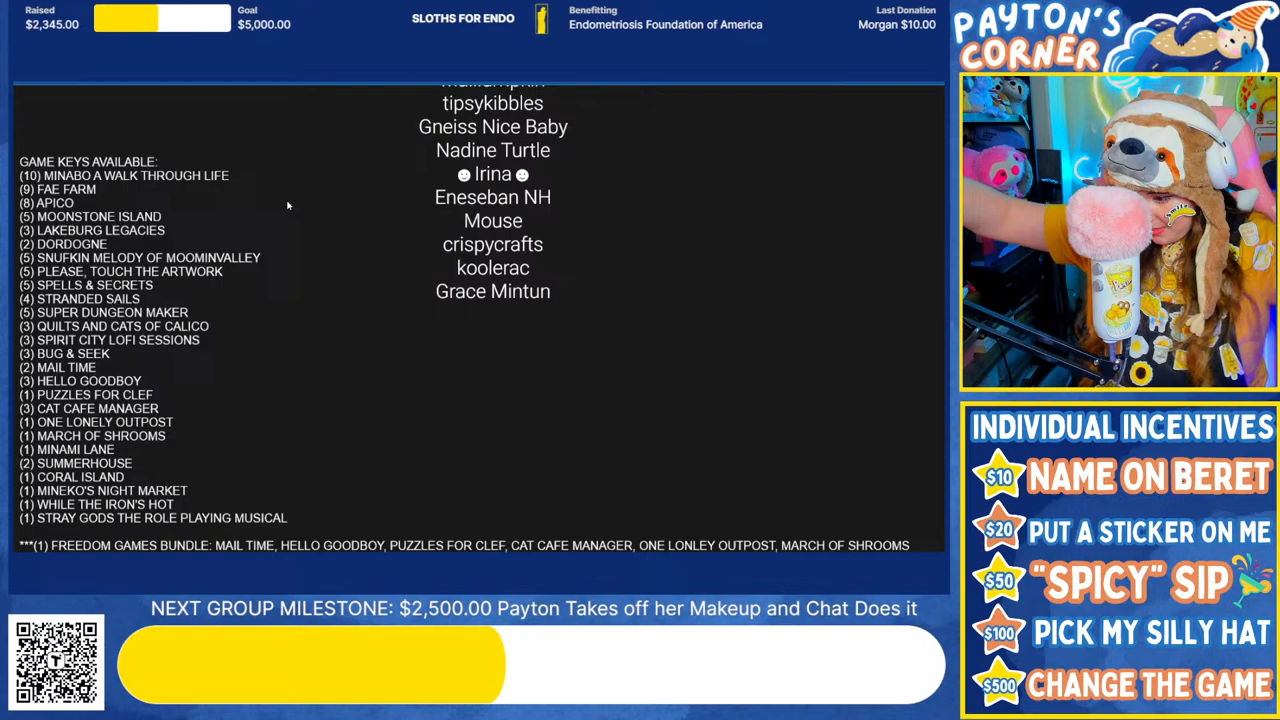 Raised
$2,345.00
Goal
$5,000.00
SLOTHS FOR ENDO
Benefitting
Endometriosis Foundation of America
Last Donation
Morgan $10.00
PAYTON'S
CORNER
tipsykibbles
Gneiss Nice Baby
Nadine Turtle
☻Irina☻
Eneseban NH
Mouse
crispycrafts
koolerac
Grace Mintun
GAME KEYS AVAILABLE:
(10) MINABO A WALK THROUGH LIFE
(9) FAE FARM
(8) APICO
(5) MOONSTONE ISLAND
(3) LAKEBURG LEGACIES
(2) DORDOGNE
(5) SNUFKIN MELODY OF MOOMINVALLEY
(5) PLEASE, TOUCH THE ARTWORK
(5) SPELLS & SECRETS
(4) STRANDED SAILS
(5) SUPER DUNGEON MAKER
(3) QUILTS AND CATS OF CALICO
(3) SPIRIT CITY LOFI SESSIONS
(3) BUG & SEEK
(2) MAIL TIME
(3) HELLO GOODBOY
(1) PUZZLES FOR CLEF
(3) CAT CAFE MANAGER
(1) ONE LONELY OUTPOST
(1) MARCH OF SHROOMS
(1) MINAMI LANE
(2) SUMMERHOUSE
(1) CORAL ISLAND
(1) MINEKO'S NIGHT MARKET
(1) WHILE THE IRON'S HOT
(1) STRAY GODS THE ROLE PLAYING MUSICAL
***(1) FREEDOM GAMES BUNDLE: MAIL TIME, HELLO GOODBOY, PUZZLES FOR CLEF, CAT CAFE MANAGER, ONE LONLEY OUTPOST, MARCH OF SHROOMS
NEXT GROUP MILESTONE: $2,500.00 Payton Takes off her Makeup and Chat Does it
Smile
INDIVIDUAL INCENTIVES
$10 NAME ON BERET
$20 PUT A STICKER ON ME
$50 "SPICY" SIP
$100 PICK MY SILLY HAT
$500 CHANGE THE GAME